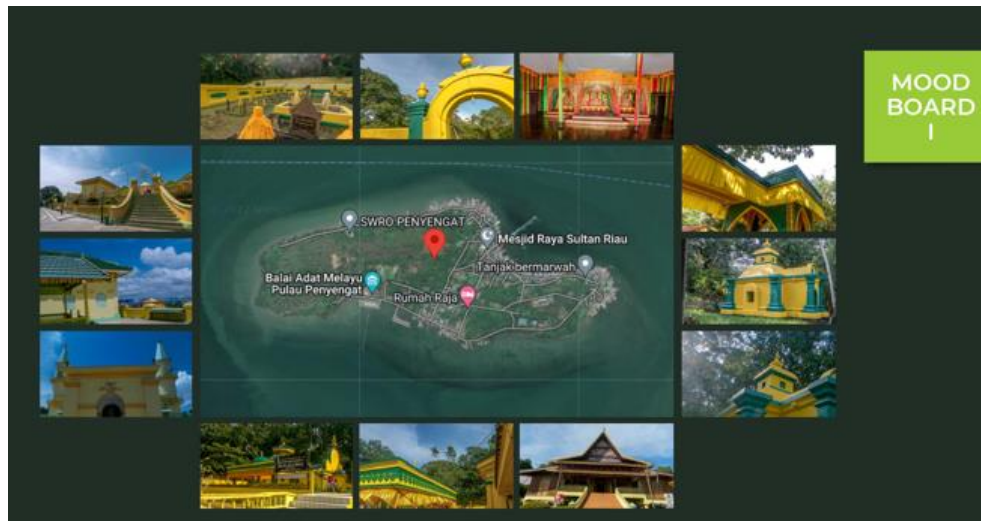 MOOD
BOARD
I
SWRO PENYENGAT
Mesjid Raya Sultan Riau
Tanjak bermarwah
Balai Adat Melayu
Pulau Penyengat
Rumah Raja